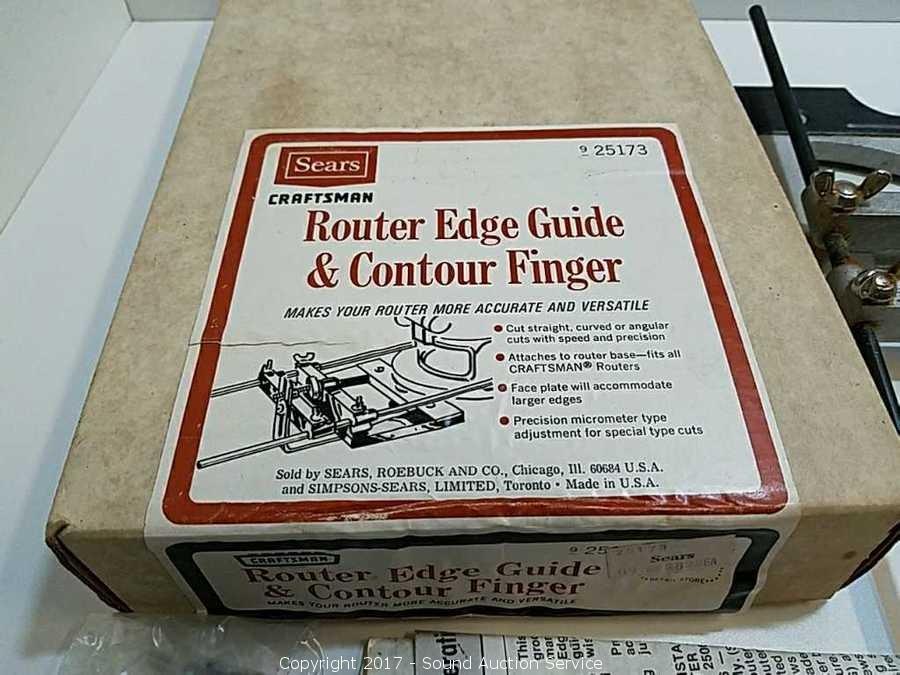 Sears
9 25173
CRAFTSMAN
Router Edge Guide
& Contour Finger
MAKES YOUR ROUTER MORE ACCURATE AND VERSATILE
Cut straight, curved or angular
cuts with speed and precision
Attaches to router base—fits all
CRAFTSMAN® Routers
Face plate will accommodate
larger edges
Precision micrometer type
adjustment for special type cuts
Sold by SEARS, ROEBUCK AND CO., Chicago, Ill. 60684 U.S.A.
and SIMPSONS-SEARS, LIMITED, Toronto • Made in U.S.A.
CRAFTSMAN
9 25
Sears
Router Edge Guide
& Contour Finger
MAKES YOUR ROUTER MORE ACCURATE AND VERSATILE
Copyright 2017 - Sound Auction Service